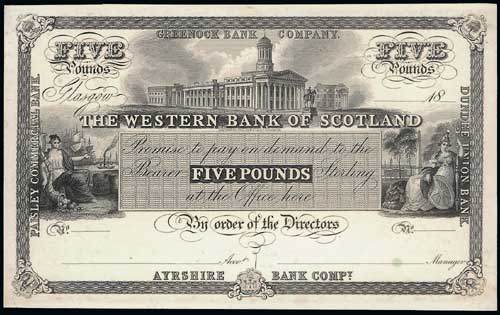 GREENOCK BANK COMPANY.
FIVE FIVE
Pounds Pounds
Glasgow 18
THE WESTERN BANK OF SCOTLAND
PAISLEY COMMERCIAL BANK.
DUNDEE UNION BANK.
Promise to pay on demand to the
Bearer FIVE POUNDS Sterling
at the Office here
By order of the Directors
No. No.
Acct. Manager
AYRSHIRE BANK COMPY.